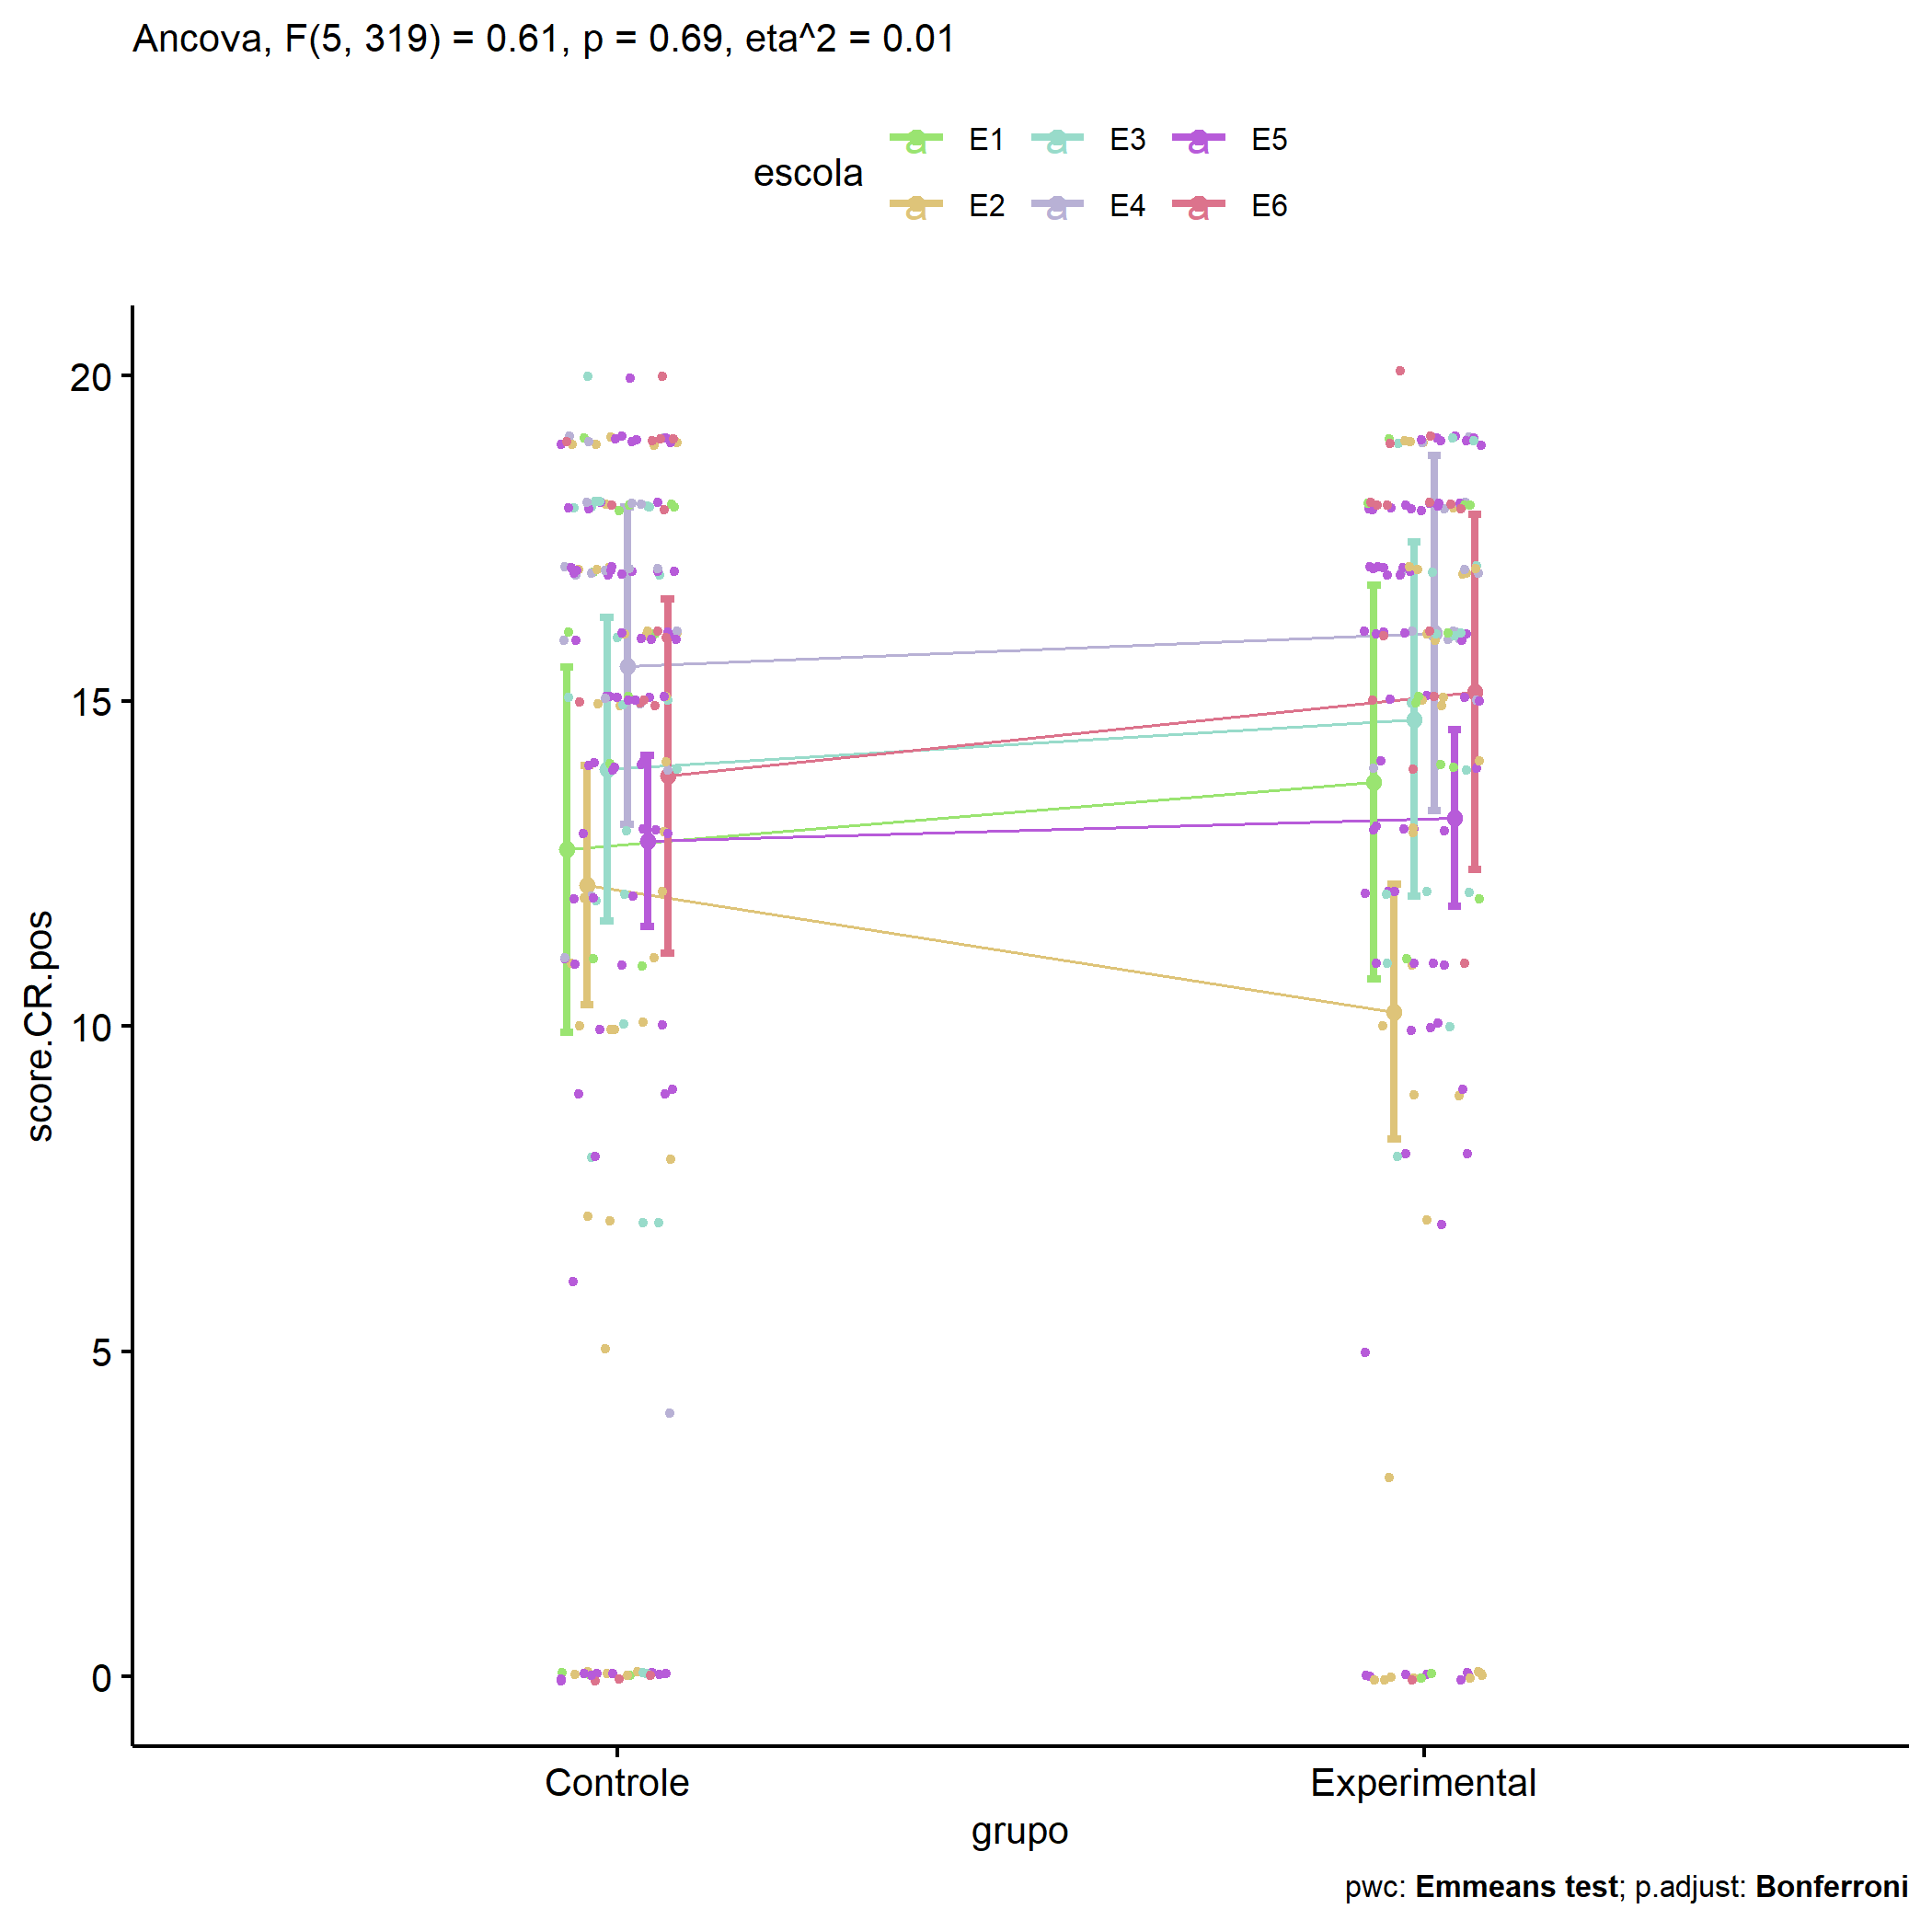 Ancova, F(5, 319) = 0.61, p = 0.69, eta^2 = 0.01
escola
a E1 a E3 a E5
a E2 a E4 a E6
score.CR.pos
20
15
10
5
0
Controle Experimental
grupo
pwc: Emmeans test; p.adjust: Bonferroni